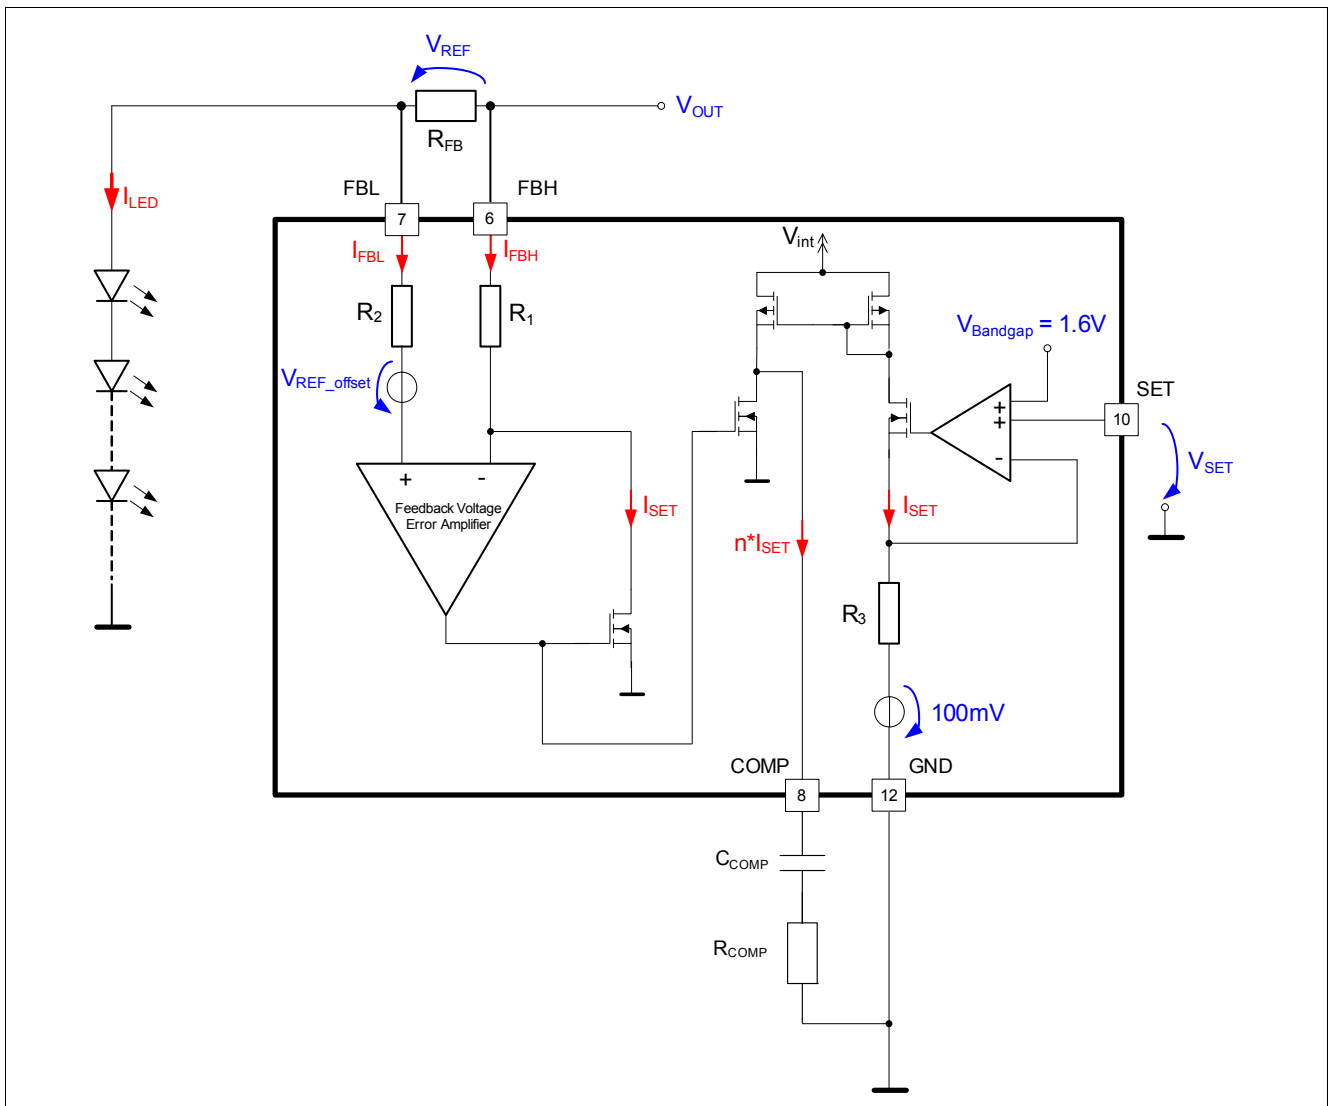 VREF
VOUT
RFB
FBL
FBH
7
6
ILED
IFBL
IFBH
Vint
R2
R1
VBandgap = 1.6V
VREF_offset
SET
10
+
+
-
VSET
+
-
Feedback Voltage
Error Amplifier
ISET
ISET
n*ISET
R3
100mV
COMP
GND
8
12
CCOMP
RCOMP